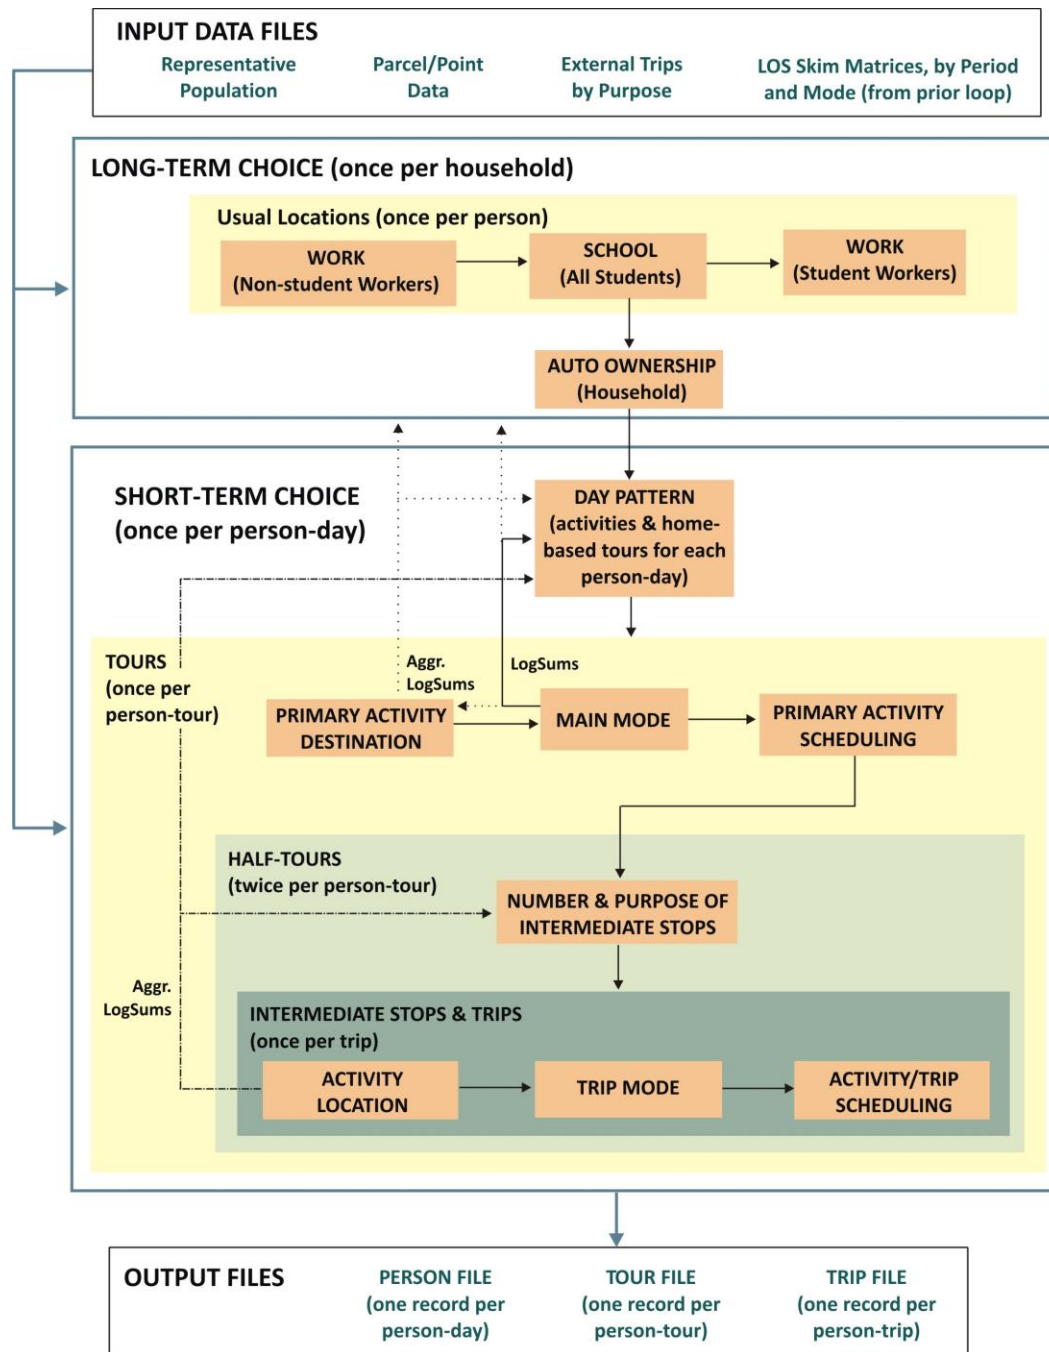 INPUT DATA FILES
Representative
Population
Parcel/Point
Data
External Trips
by Purpose
LOS Skim Matrices, by Period
and Mode (from prior loop)
LONG-TERM CHOICE (once per household)
Usual Locations (once per person)
WORK
(Non-student Workers)
SCHOOL
(All Students)
WORK
(Student Workers)
AUTO OWNERSHIP
(Household)
SHORT-TERM CHOICE
(once per person-day)
DAY PATTERN
(activities & home-
based tours for each
person-day)
TOURS
(once per
person-tour)
Aggr.
LogSums
LogSums
PRIMARY ACTIVITY
DESTINATION
MAIN MODE
PRIMARY ACTIVITY
SCHEDULING
HALF-TOURS
(twice per person-tour)
NUMBER & PURPOSE OF
INTERMEDIATE STOPS
Aggr.
LogSums
INTERMEDIATE STOPS & TRIPS
(once per trip)
ACTIVITY
LOCATION
TRIP MODE
ACTIVITY/TRIP
SCHEDULING
OUTPUT FILES
PERSON FILE
(one record per
person-day)
TOUR FILE
(one record per
person-tour)
TRIP FILE
(one record per
person-trip)